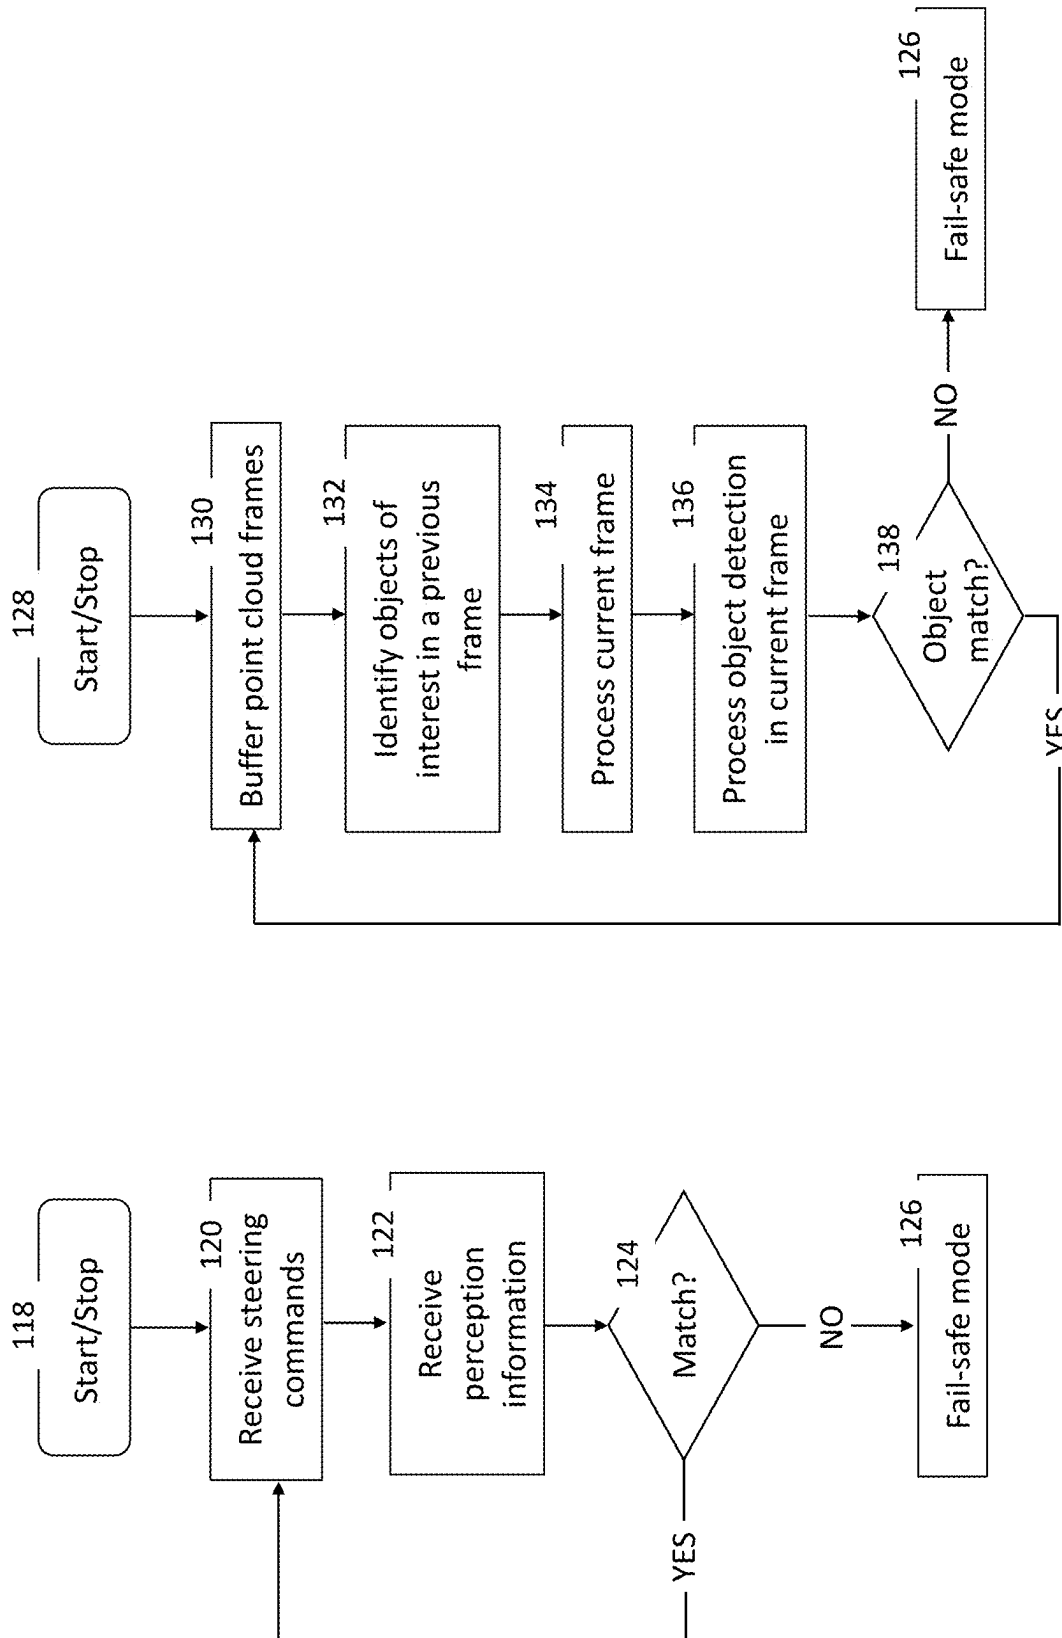 118
Start/Stop
120
Receive steering
commands
122
Receive
perception
information
124
Match?
YES
NO
126
Fail-safe mode
128
Start/Stop
130
Buffer point cloud frames
132
Identify objects of
interest in a previous
frame
134
Process current frame
136
Process object detection
in current frame
138
Object
match?
YES
NO
126
Fail-safe mode